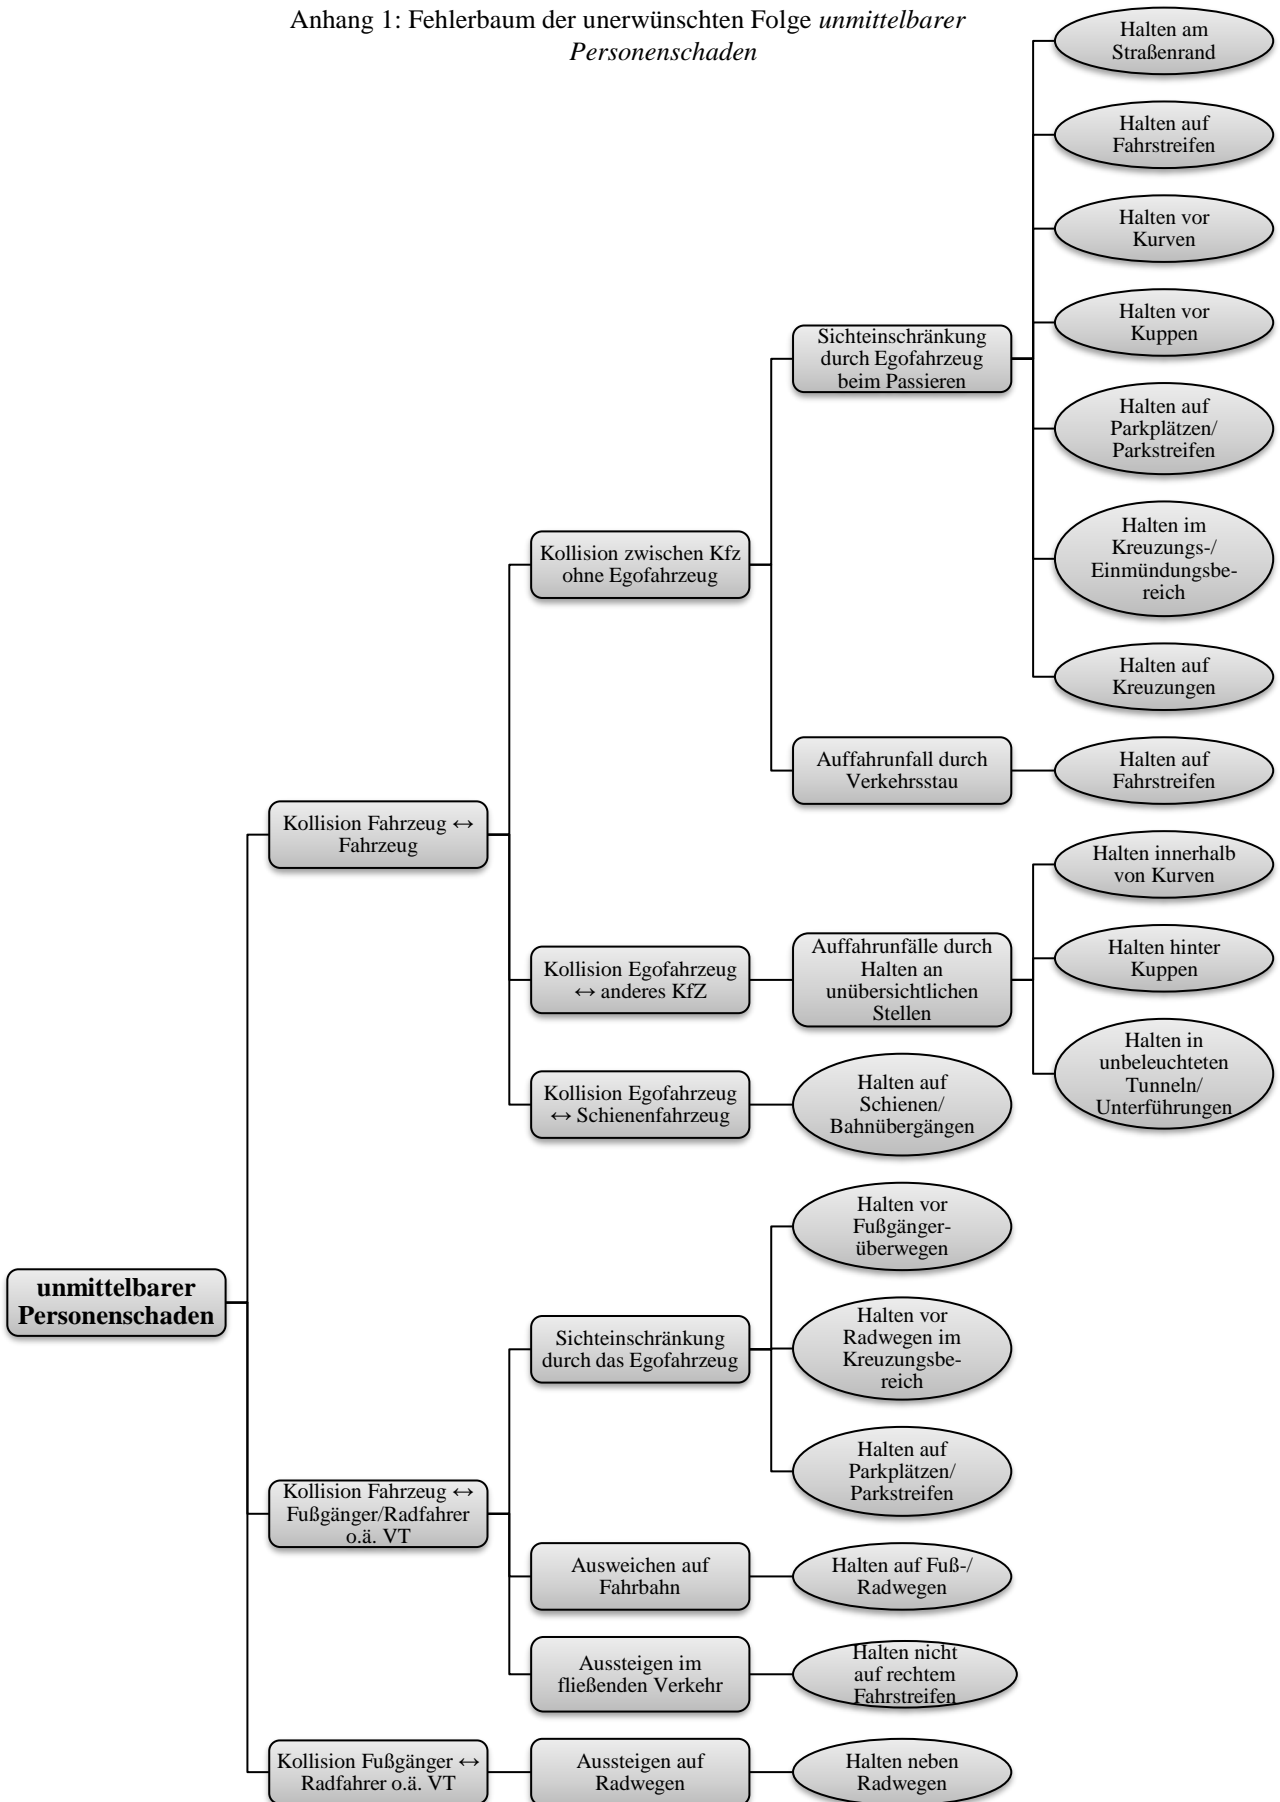 Anhang 1: Fehlerbaum der unerwünschten Folge unmittelbarer
Personenschaden
Halten am
Straßenrand
Halten auf
Fahrstreifen
Halten vor
Kurven
Halten vor
Kuppen
Sichteinschränkung
durch Egofahrzeug
beim Passieren
Halten auf
Parkplätzen/
Parkstreifen
Halten im
Kreuzungs-/
Einmündungsbe-
reich
Kollision zwischen Kfz
ohne Egofahrzeug
Halten auf
Kreuzungen
Auffahrunfall durch
Verkehrsstau
Halten auf
Fahrstreifen
Kollision Fahrzeug ↔
Fahrzeug
Halten innerhalb
von Kurven
Kollision Egofahrzeug
↔ anderes KfZ
Auffahrunfälle durch
Halten an
unübersichtlichen
Stellen
Halten hinter
Kuppen
Halten in
unbeleuchteten
Tunneln/
Unterführungen
Kollision Egofahrzeug
↔ Schienenfahrzeug
Halten auf
Schienen/
Bahnübergängen
unmittelbarer
Personenschaden
Halten vor
Fußgänger-
überwegen
Sichteinschränkung
durch das Egofahrzeug
Halten vor
Radwegen im
Kreuzungsbe-
reich
Halten auf
Parkplätzen/
Parkstreifen
Kollision Fahrzeug ↔
Fußgänger/Radfahrer
o.ä. VT
Ausweichen auf
Fahrbahn
Halten auf Fuß-/
Radwegen
Aussteigen im
fließenden Verkehr
Halten nicht
auf rechtem
Fahrstreifen
Kollision Fußgänger ↔
Radfahrer o.ä. VT
Aussteigen auf
Radwegen
Halten neben
Radwegen